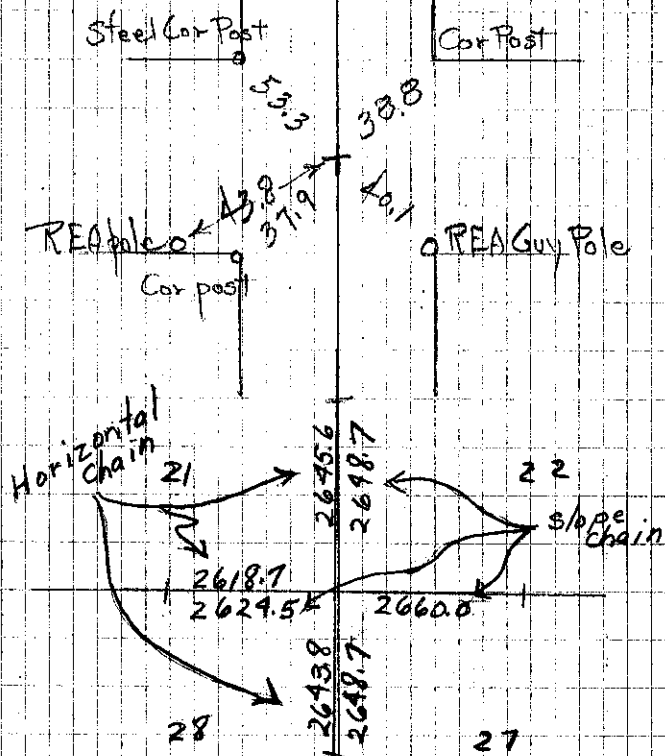 Steel Cor Post
Cor Post
53.3
38.8
43.8
37.9
40.1
REA pole
REA Guy Pole
Cor post
Horizontal
chain
21
2645.6
2648.7
22
slope
chain
2618.7
2624.5
2660.0
2643.8
2648.7
28
27